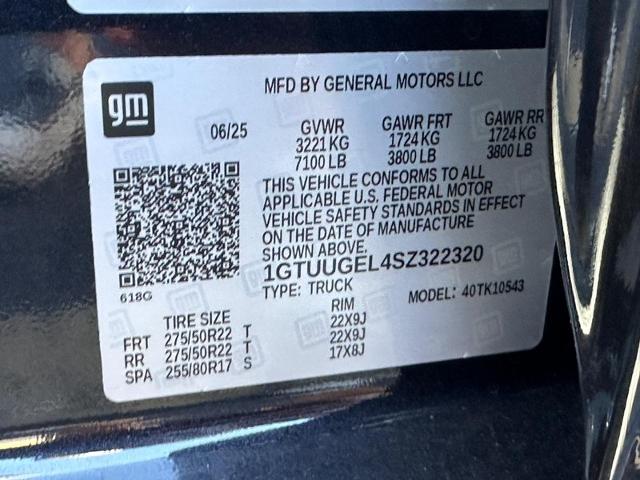 gm
MFD BY GENERAL MOTORS LLC
06/25
GVWR GAWR FRT GAWR RR
3221 KG 1724 KG 1724 KG
7100 LB 3800 LB 3800 LB
THIS VEHICLE CONFORMS TO ALL
APPLICABLE U.S. FEDERAL MOTOR
VEHICLE SAFETY STANDARDS IN EFFECT
ON THE DATE OF MANUFACTURE
SHOWN ABOVE.
1GTUUGEL4SZ322320
TYPE: TRUCK MODEL: 40TK10543
618G
TIRE SIZE RIM
FRT 275/50R22 T 22X9J
RR 275/50R22 T 22X9J
SPA 255/80R17 S 17X8J